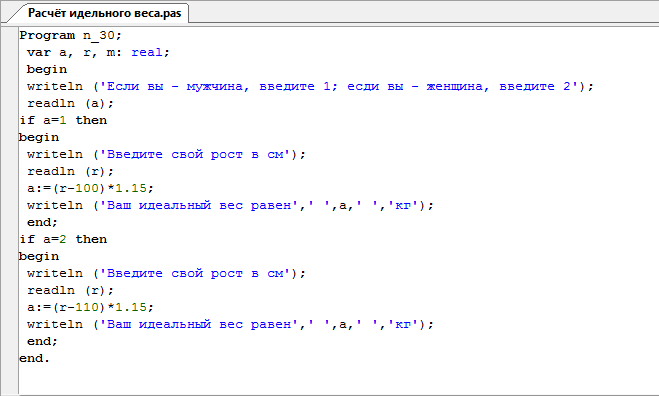 Расчёт идельного веса.pas
Program n_30;
var a, r, m: real;
begin
writeln ('Если вы - мужчина, введите 1; есди вы - женщина, введите 2');
readln (a);
if a=1 then
begin
writeln ('Введите свой рост в см');
readln (r);
a:=(r-100)*1.15;
writeln ('Ваш идеальный вес равен',' ',a,' ','кг');
end;
if a=2 then
begin
writeln ('Введите свой рост в см');
readln (r);
a:=(r-110)*1.15;
writeln ('Ваш идеальный вес равен',' ',a,' ','кг');
end;
end.